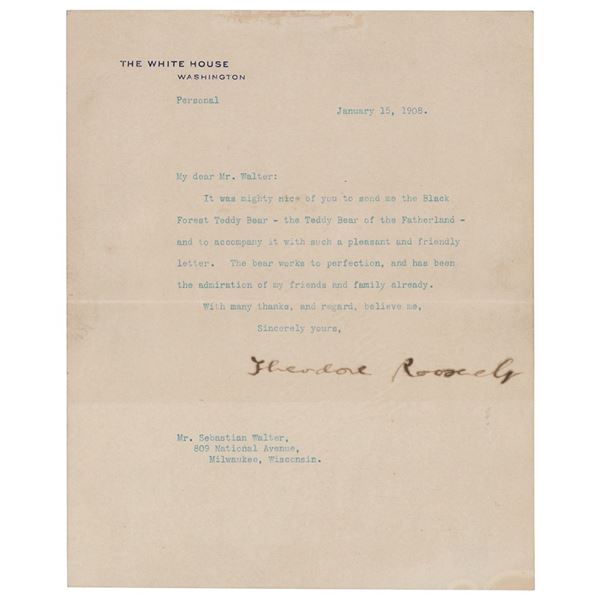 THE WHITE HOUSE
WASHINGTON
Personal
January 15, 1908.
My dear Mr. Walter:
It was mighty nice of you to send me the Black
Forest Teddy Bear - the Teddy Bear of the Fatherland -
and to accompany it with such a pleasant and friendly
letter. The bear works to perfection, and has been
the admiration of my friends and family already.
With many thanks, and regard, believe me,
Sincerely yours,
Theodore Roosevelt
Mr. Sebastian Walter,
809 National Avenue,
Milwaukee, Wisconsin.